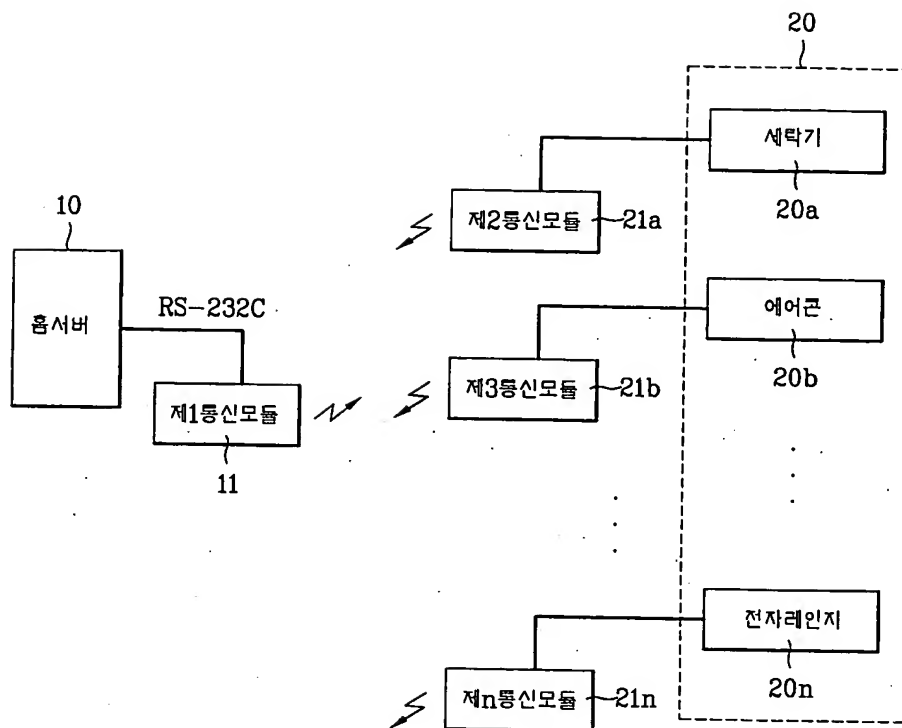 20
세탁기
20a
제2통신모듈
21a
10
홈서버
RS-232C
에어콘
20b
제3통신모듈
21b
제1통신모듈
11
전자레인지
20n
제n통신모듈
21n